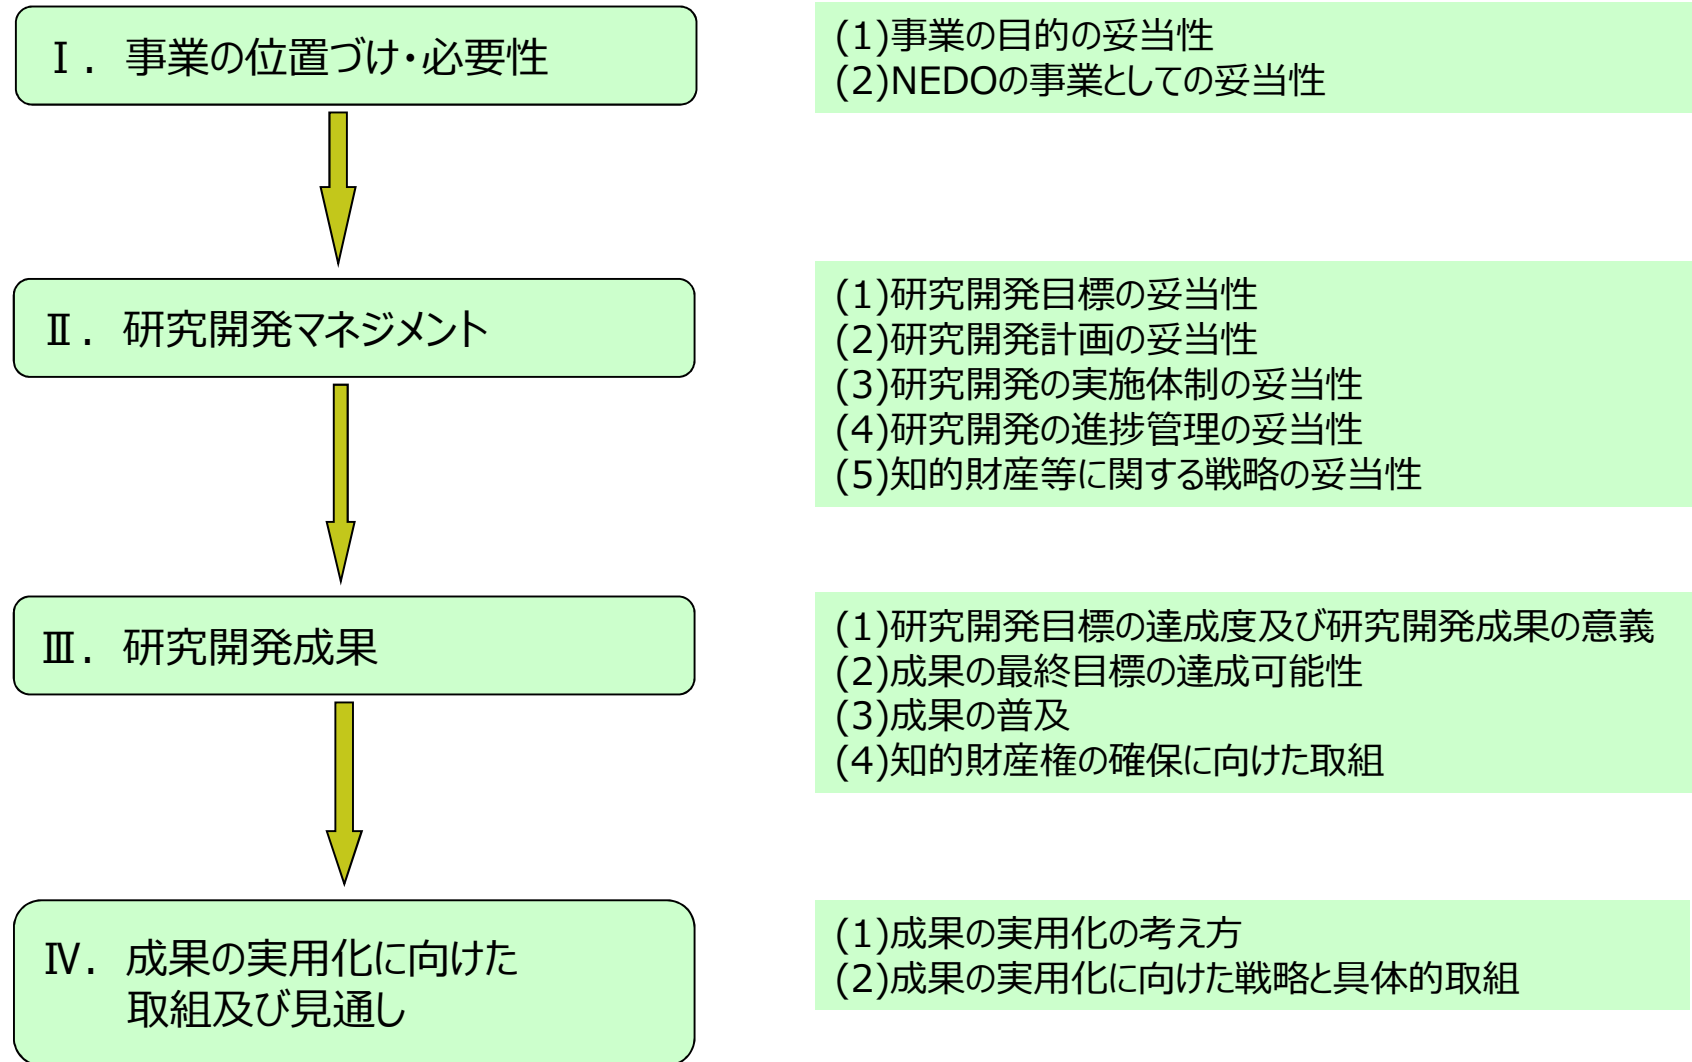 Ⅰ． 事業の位置づけ・必要性
(1)事業の目的の妥当性
(2)NEDOの事業としての妥当性
Ⅱ． 研究開発マネジメント
(1)研究開発目標の妥当性
(2)研究開発計画の妥当性
(3)研究開発の実施体制の妥当性
(4)研究開発の進捗管理の妥当性
(5)知的財産等に関する戦略の妥当性
Ⅲ． 研究開発成果
(1)研究開発目標の達成度及び研究開発成果の意義
(2)成果の最終目標の達成可能性
(3)成果の普及
(4)知的財産権の確保に向けた取組
Ⅳ． 成果の実用化に向けた
取組及び見通し
(1)成果の実用化の考え方
(2)成果の実用化に向けた戦略と具体的取組